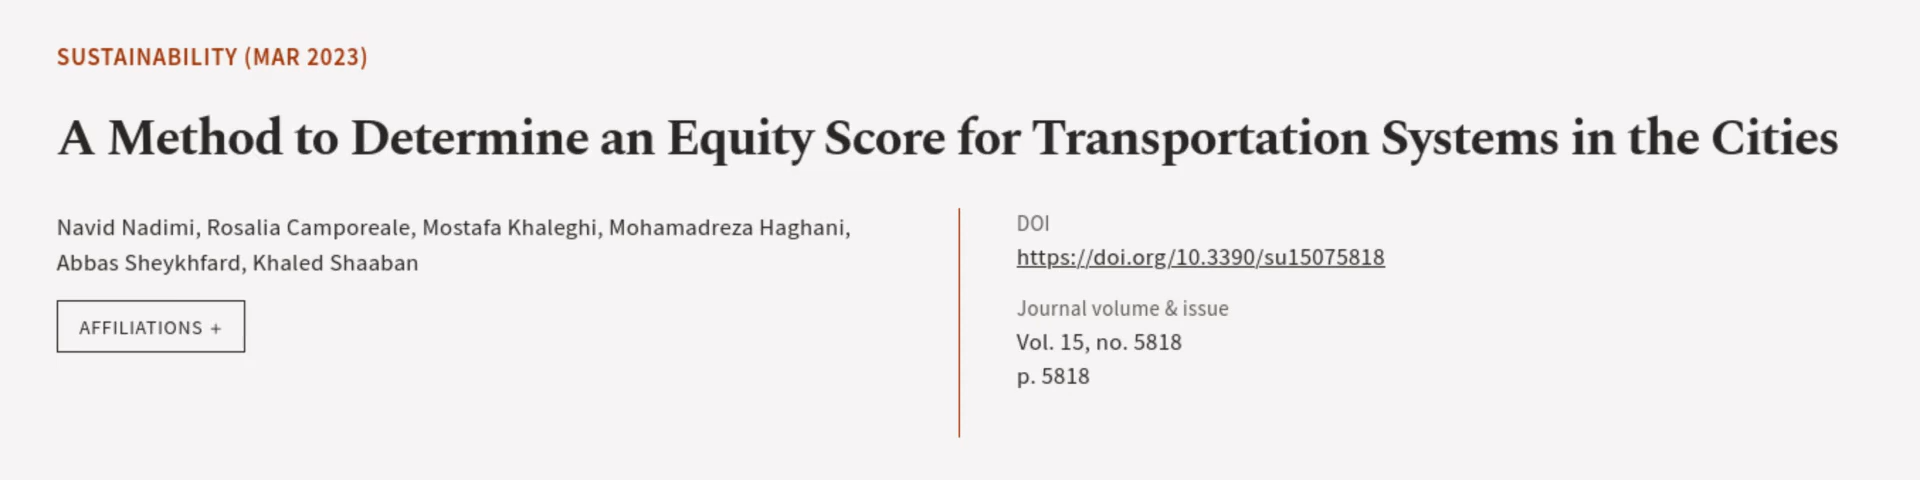 SUSTAINABILITY (MAR 2023)
A Method to Determine an Equity Score for Transportation Systems in the Cities
Navid Nadimi, Rosalia Camporeale, Mostafa Khaleghi, Mohamadreza Haghani,
Abbas Sheykhfard, Khaled Shaaban
AFFILIATIONS +
DOI
https://doi.org/10.3390/su15075818
Journal volume & issue
Vol. 15, no. 5818
p. 5818